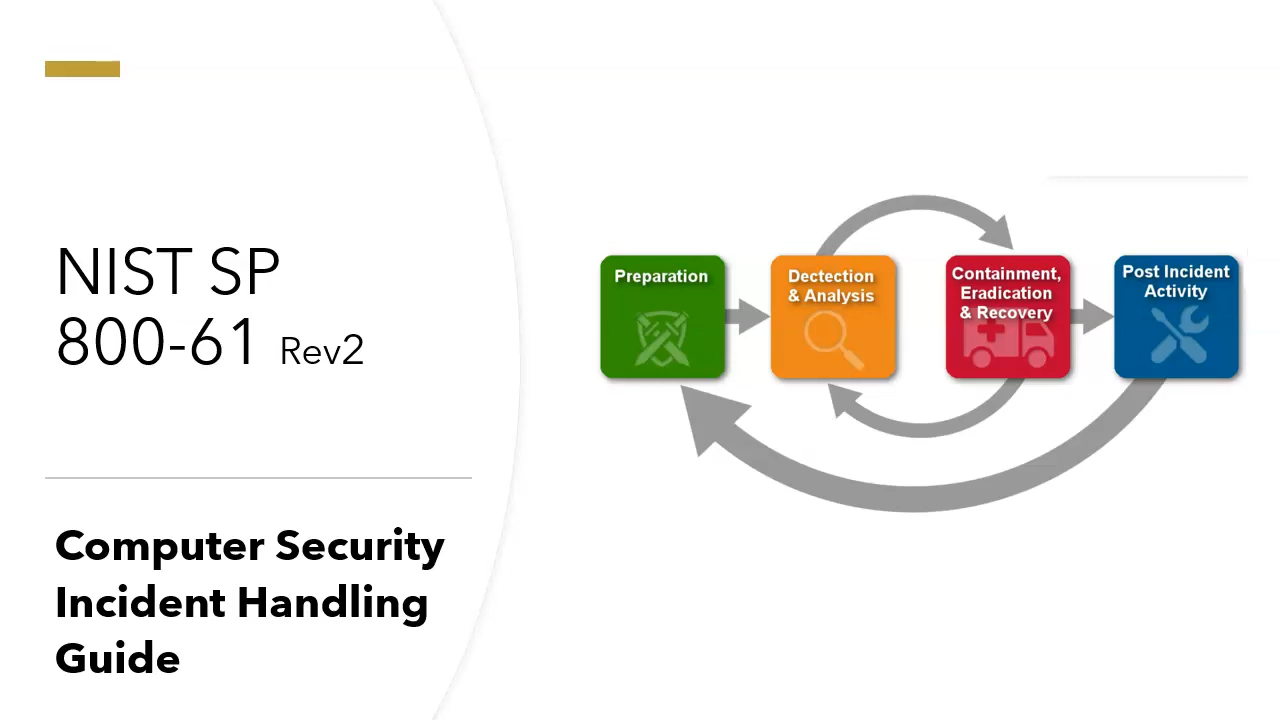 NIST SP
800-61 Rev2
Computer Security
Incident Handling
Guide
Preparation
Dectection
& Analysis
Containment,
Eradication
& Recovery
Post Incident
Activity